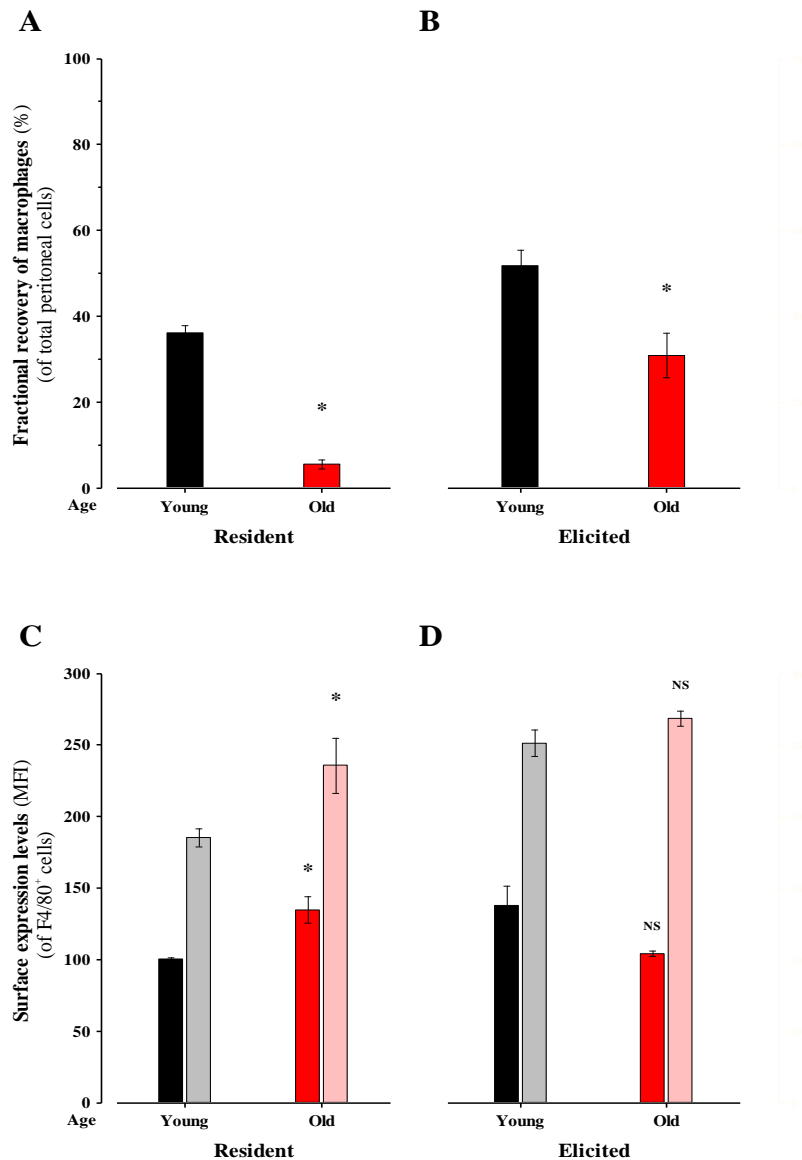 A
B
Fractional recovery of macrophages (%)
(of total peritoneal cells)
100
80
60
40
20
0
*
*
Age
Young
Old
Young
Old
Resident
Elicited
C
D
Surface expression levels (MFI)
(of F4/80⁺ cells)
300
250
200
150
100
50
0
*
*
NS
NS
Age
Young
Old
Young
Old
Resident
Elicited